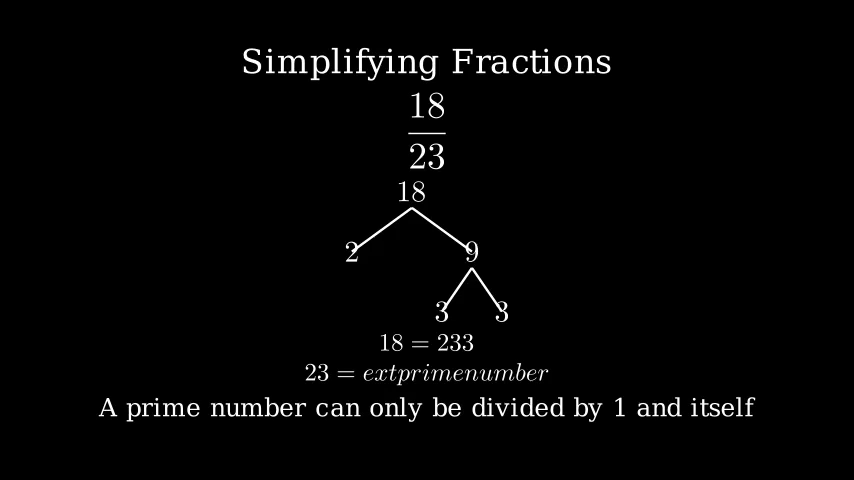 Simplifying Fractions
18
23
18
2 9
3 3
18 = 233
23 = extprimenumber
A prime number can only be divided by 1 and itself